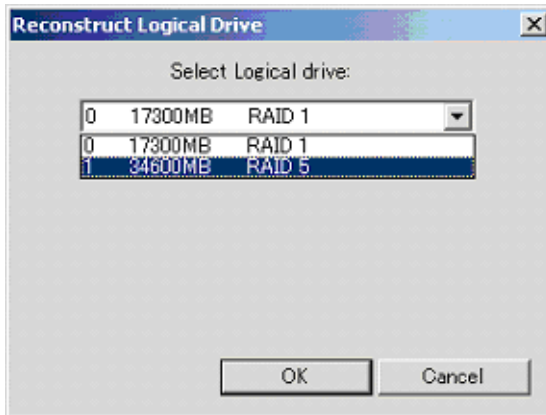 Reconstruct Logical Drive
Select Logical drive:
0 17300MB RAID 1
0 17300MB RAID 1
1 34600MB RAID 5
OK Cancel